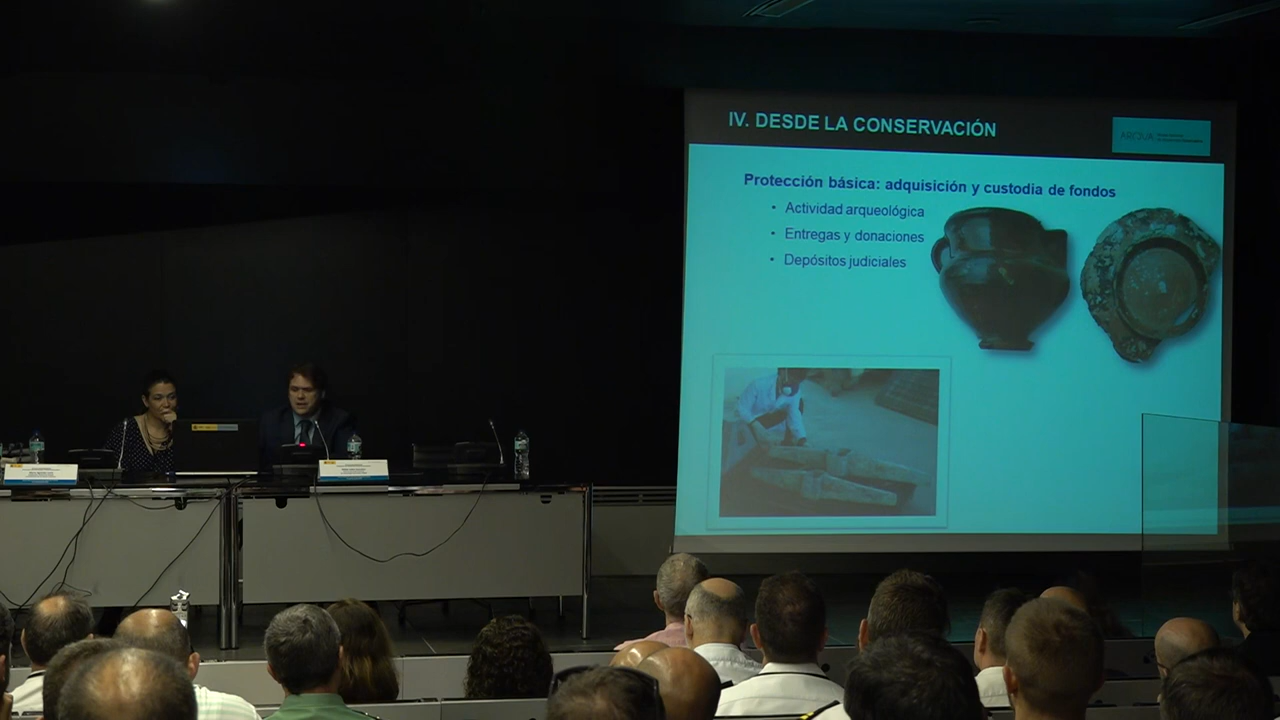 IV. DESDE LA CONSERVACIÓN
ARQUA
Protección básica: adquisición y custodia de fondos
• Actividad arqueológica
• Entregas y donaciones
• Depósitos judiciales